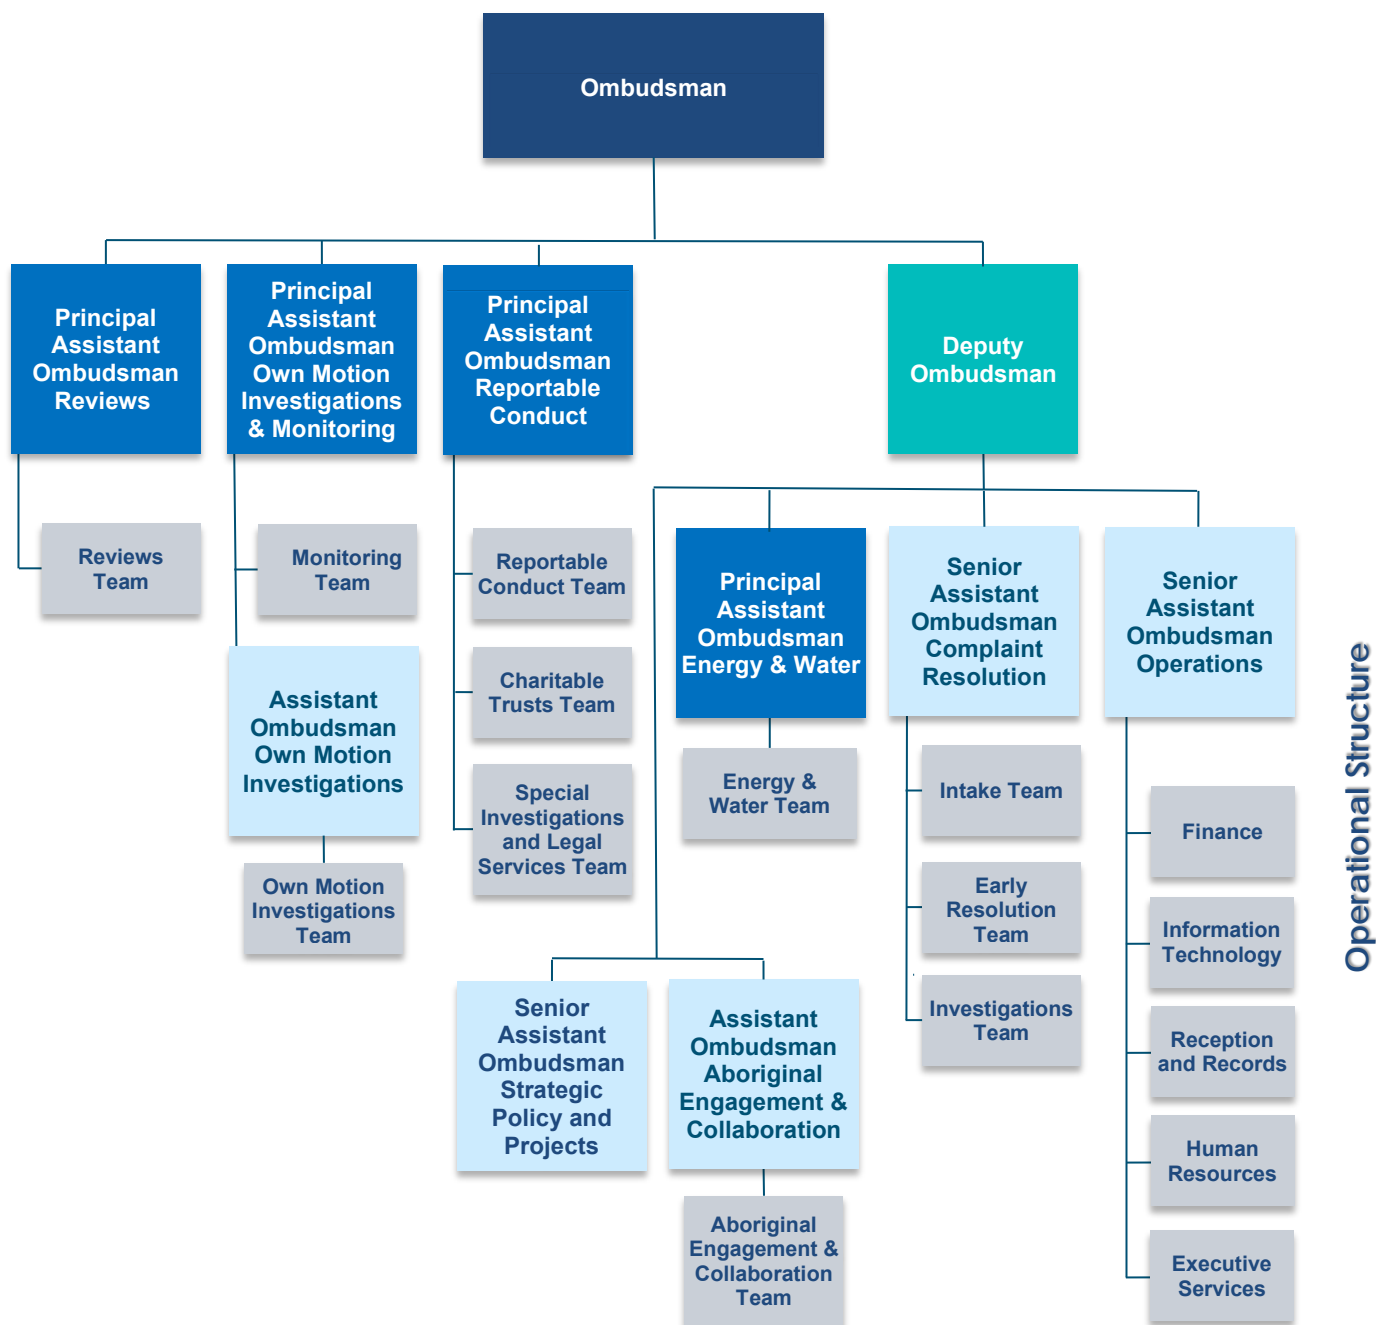 Ombudsman
Principal
Assistant
Ombudsman
Reviews
Principal
Assistant
Ombudsman
Own Motion
Investigations
& Monitoring
Principal
Assistant
Ombudsman
Reportable
Conduct
Deputy
Ombudsman
Reviews
Team
Monitoring
Team
Reportable
Conduct Team
Principal
Assistant
Ombudsman
Energy & Water
Senior
Assistant
Ombudsman
Complaint
Resolution
Senior
Assistant
Ombudsman
Operations
Assistant
Ombudsman
Own Motion
Investigations
Charitable
Trusts Team
Energy &
Water Team
Intake Team
Special
Investigations
and Legal
Services Team
Finance
Own Motion
Investigations
Team
Early
Resolution
Team
Information
Technology
Senior
Assistant
Ombudsman
Strategic
Policy and
Projects
Assistant
Ombudsman
Aboriginal
Engagement &
Collaboration
Investigations
Team
Reception
and Records
Human
Resources
Aboriginal
Engagement &
Collaboration
Team
Executive
Services
Operational Structure